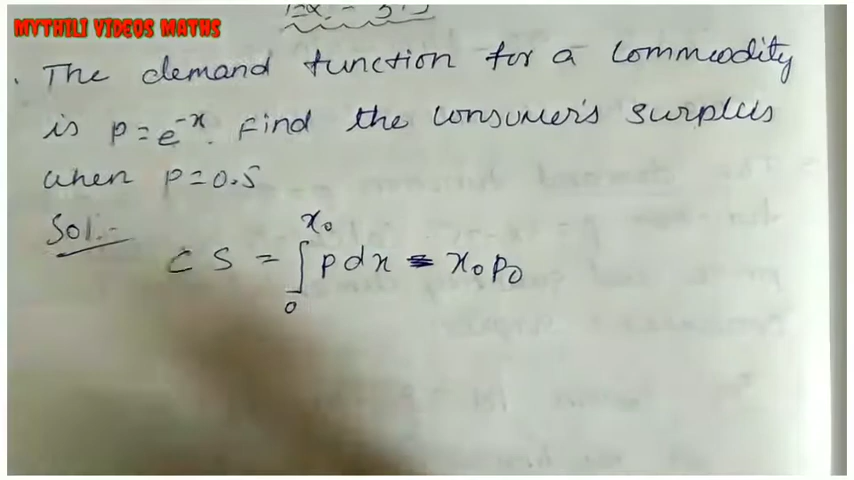 MYTHILI VIDEOS MATHS
. The demand function for a commodity
is p = e^-x. Find the consumer's surplus
when p = 0.5
Sol:-
CS = ∫₀^x₀ p dx - x₀p₀